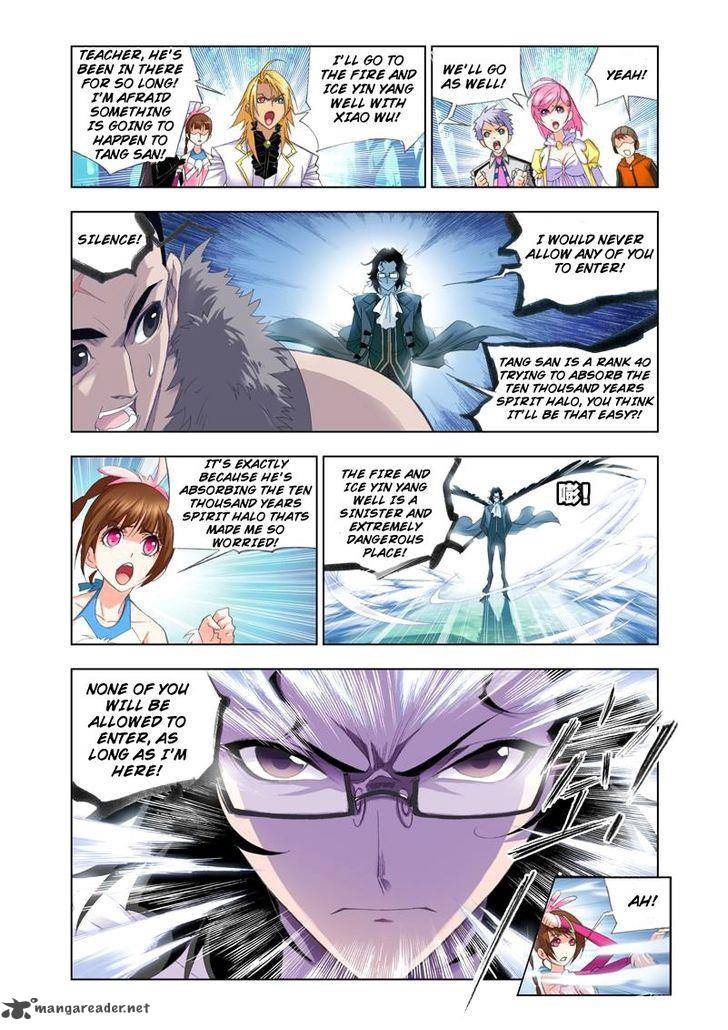 TEACHER, HE'S
BEEN IN THERE
FOR SO LONG!
I'M AFRAID
SOMETHING
IS GOING TO
HAPPEN TO
TANG SAN!
I'LL GO TO
THE FIRE AND
ICE YIN YANG
WELL WITH
XIAO WU!
WE'LL GO
AS WELL!
YEAH!
SILENCE!
I WOULD NEVER
ALLOW ANY OF YOU
TO ENTER!
TANG SAN IS A RANK 40
TRYING TO ABSORB THE
TEN THOUSAND YEARS
SPIRIT HALO, YOU THINK
IT'LL BE THAT EASY?!
IT'S EXACTLY
BECAUSE HE'S
ABSORBING THE TEN
THOUSAND YEARS
SPIRIT HALO THATS
MADE ME SO
WORRIED!
THE FIRE AND
ICE YIN YANG
WELL IS A
SINISTER AND
EXTREMELY
DANGEROUS
PLACE!
嘭!
NONE OF YOU
WILL BE
ALLOWED TO
ENTER, AS
LONG AS I'M
HERE!
AH!
mangareader.net